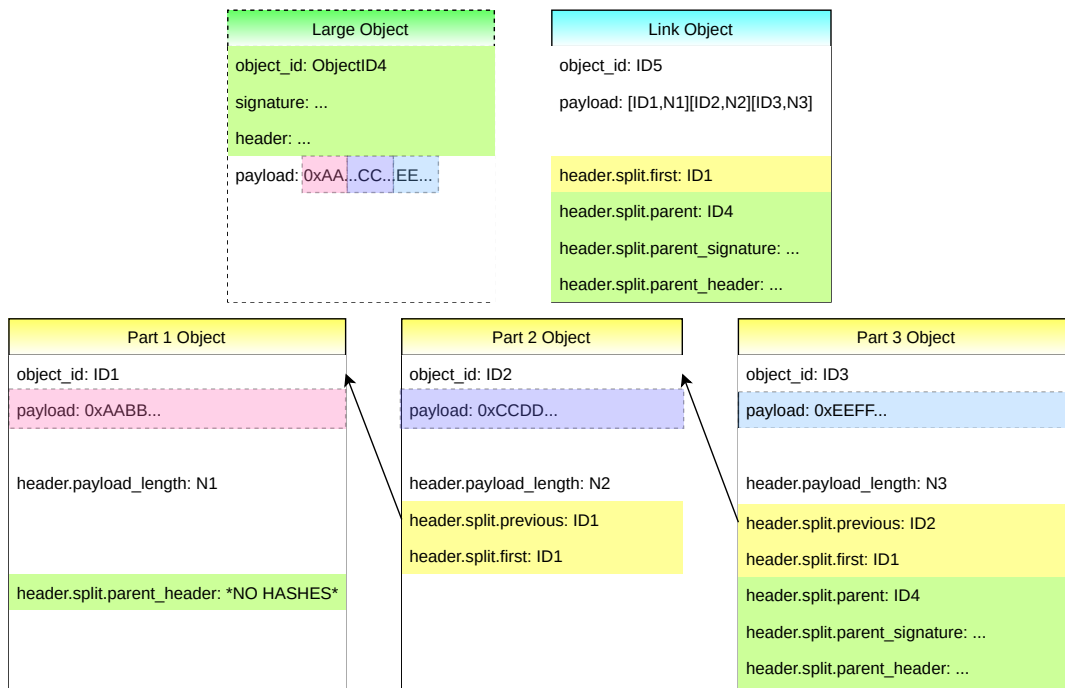 Large Object
object_id: ObjectID4
signature: ...
header: ...
payload: 0xAA...CC...EE...
Link Object
object_id: ID5
payload: [ID1,N1][ID2,N2][ID3,N3]
header.split.first: ID1
header.split.parent: ID4
header.split.parent_signature: ...
header.split.parent_header: ...
Part 1 Object
object_id: ID1
payload: 0xAABB...
header.payload_length: N1
header.split.parent_header: *NO HASHES*
Part 2 Object
object_id: ID2
payload: 0xCCDD...
header.payload_length: N2
header.split.previous: ID1
header.split.first: ID1
Part 3 Object
object_id: ID3
payload: 0xEEFF...
header.payload_length: N3
header.split.previous: ID2
header.split.first: ID1
header.split.parent: ID4
header.split.parent_signature: ...
header.split.parent_header: ...